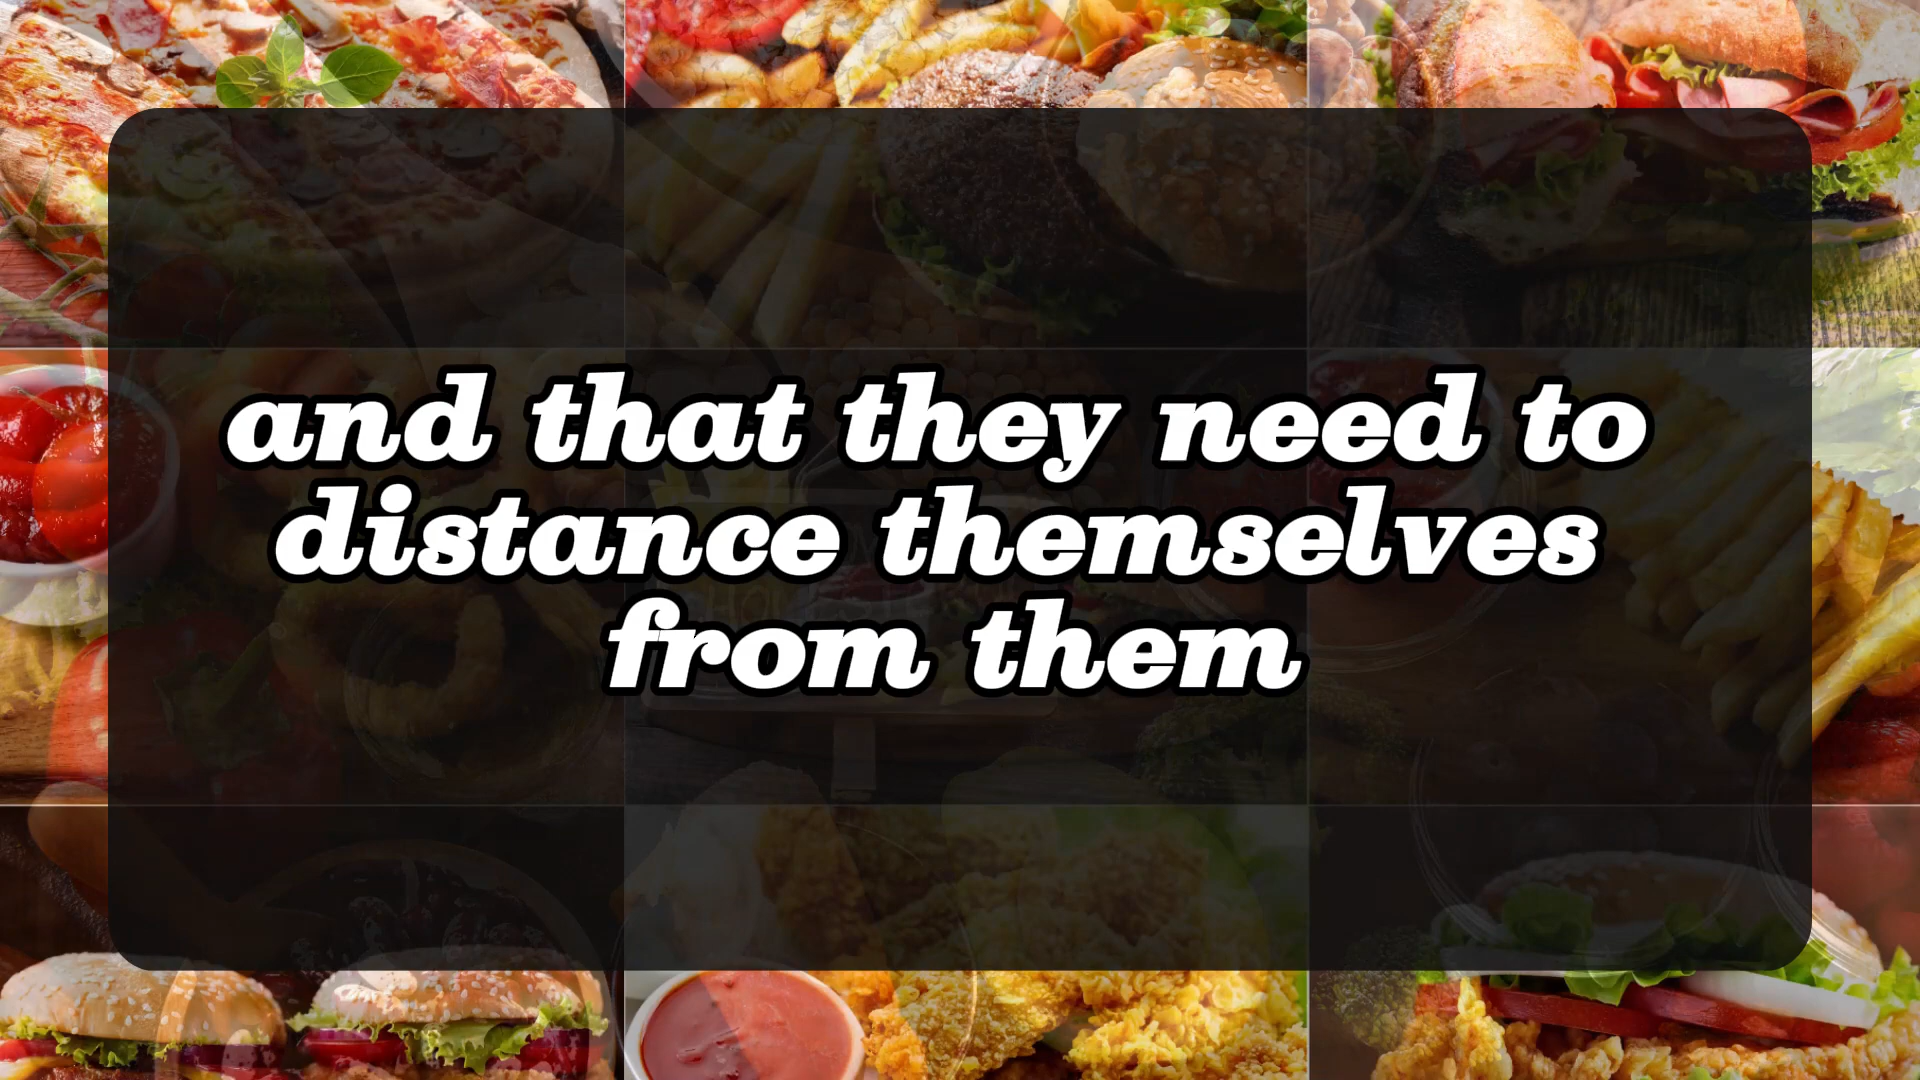 and that they need to
distance themselves
from them